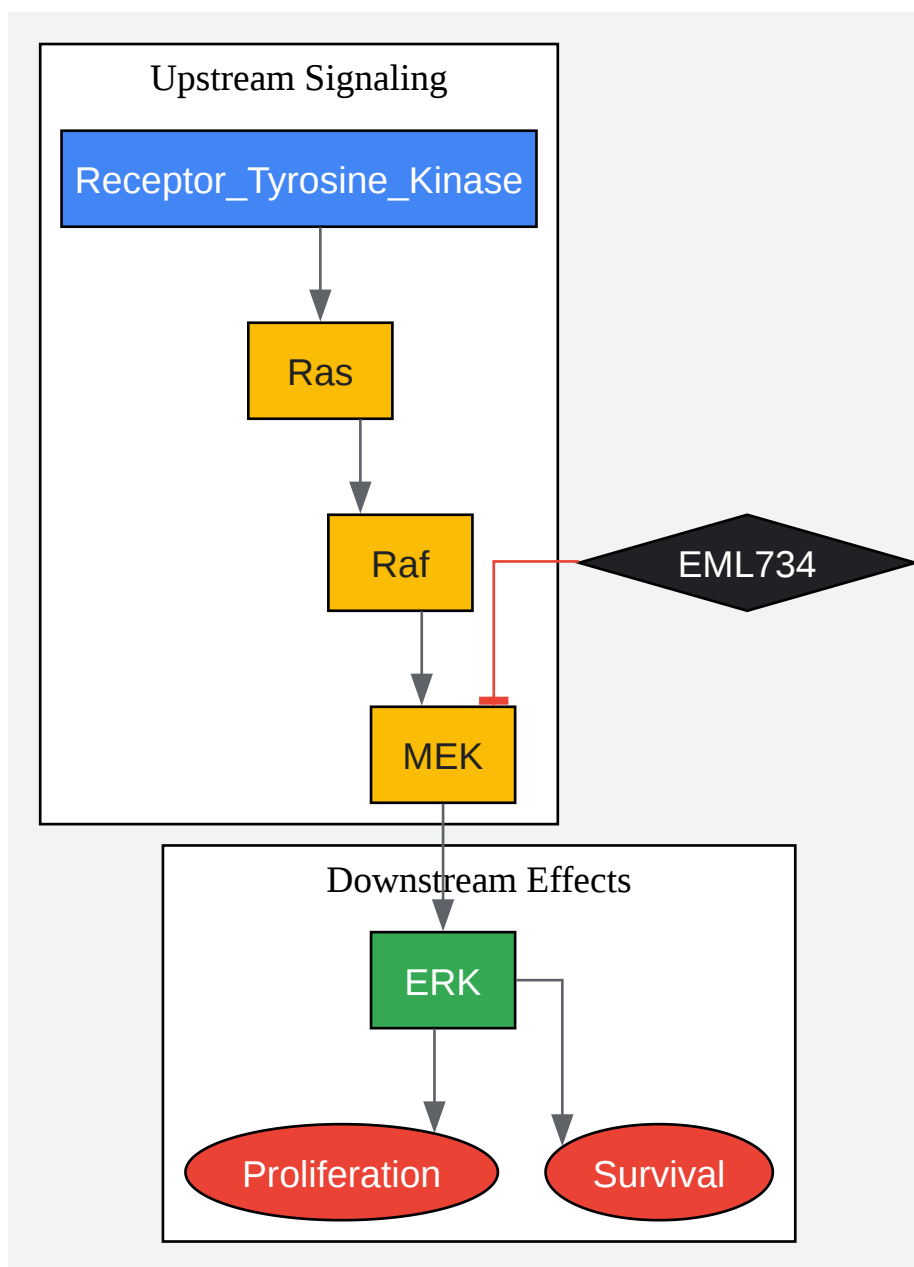 Upstream Signaling
Receptor_Tyrosine_Kinase
Ras
Raf
EML734
MEK
Downstream Effects
ERK
Proliferation
Survival